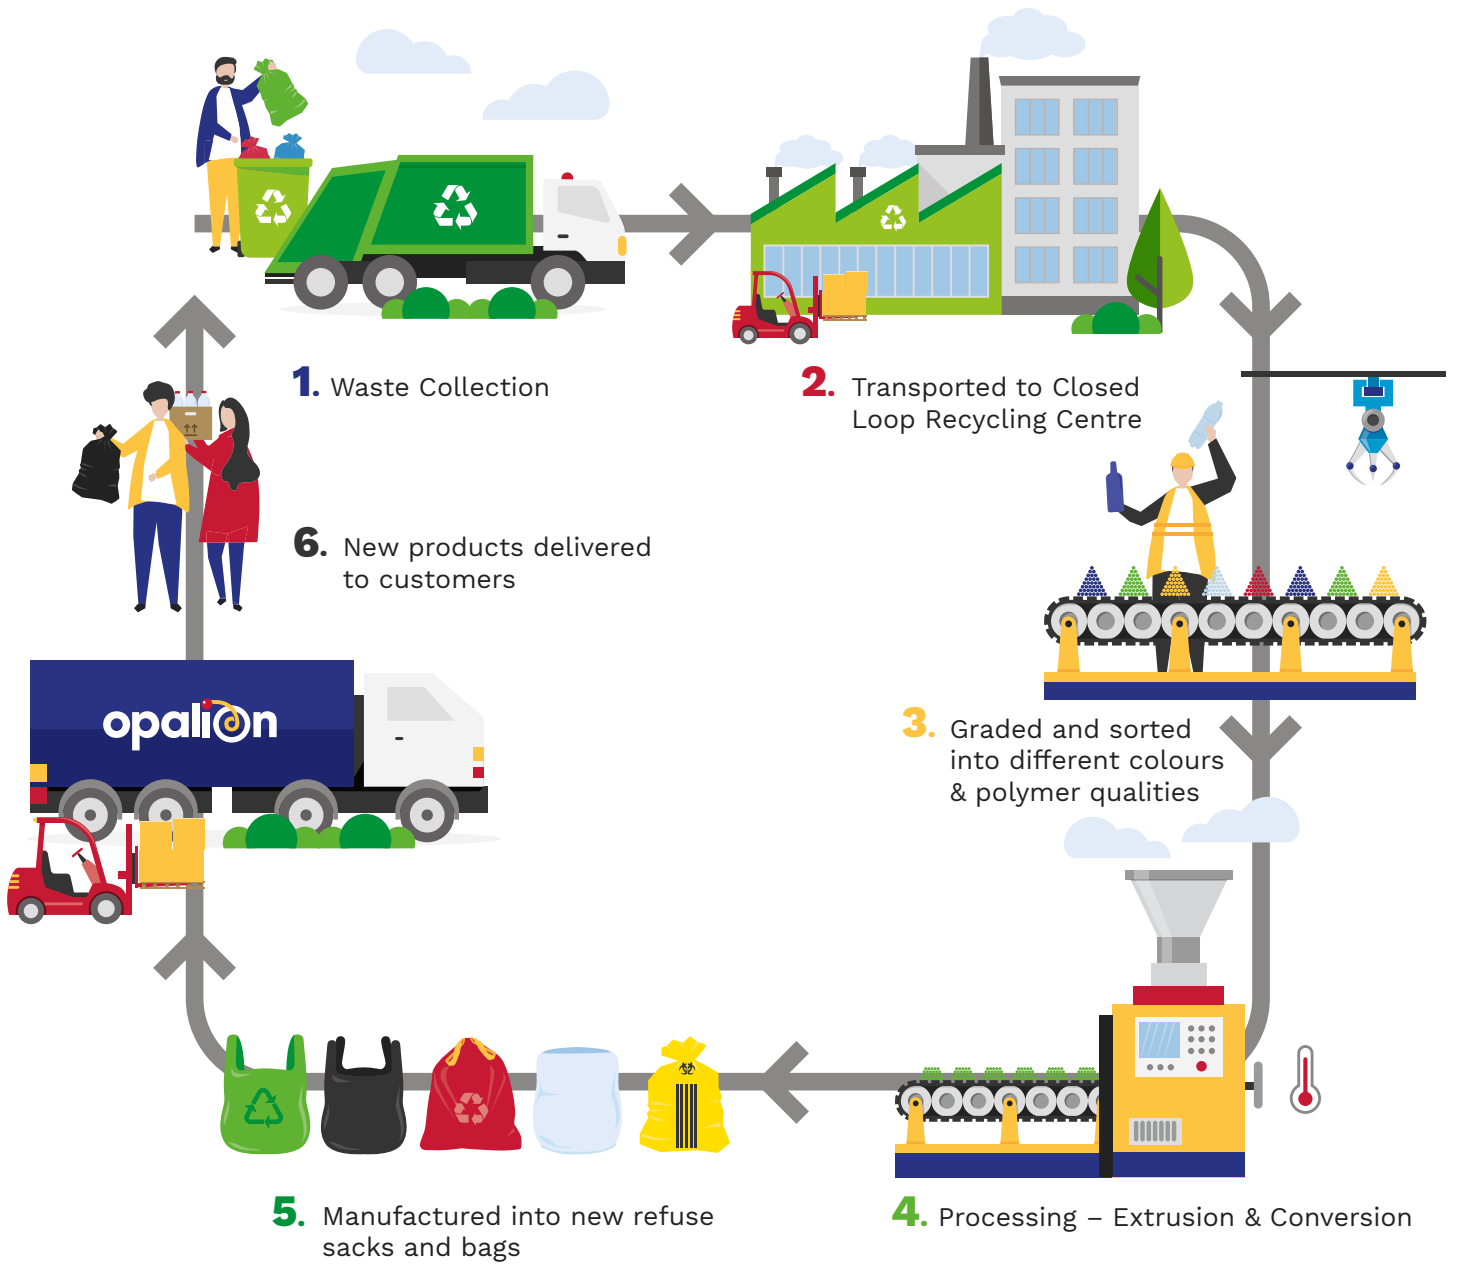 1. Waste Collection
2. Transported to Closed
Loop Recycling Centre
3. Graded and sorted
into different colours
& polymer qualities
4. Processing – Extrusion & Conversion
5. Manufactured into new refuse
sacks and bags
6. New products delivered
to customers
opalion